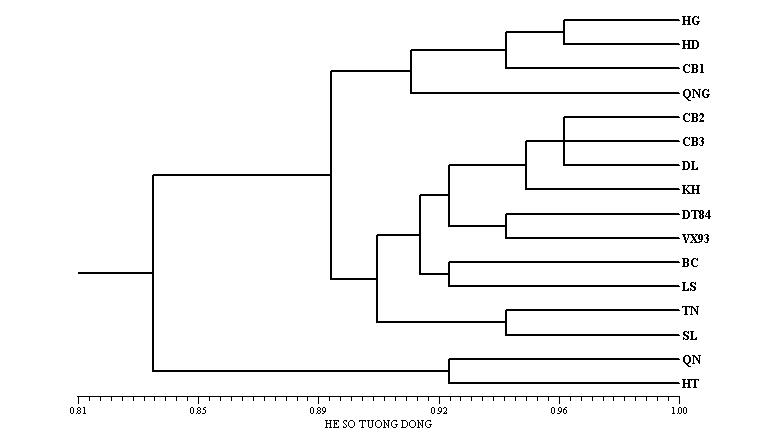 HG
HD
CB1
QNG
CB2
CB3
DL
KH
DT84
VX93
BC
LS
TN
SL
QN
HT
0.81 0.85 0.89 0.92 0.96 1.00
HE SO TUONG DONG